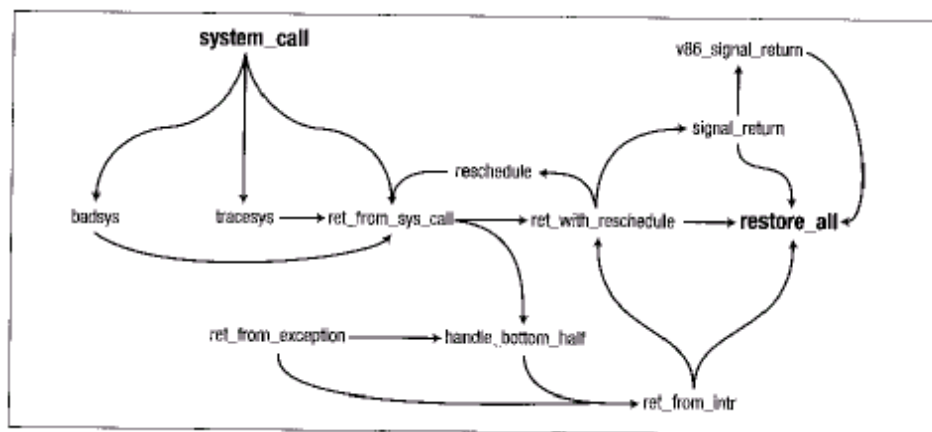 system_call
v86_signal_return
signal_return
reschedule
badsys
tracesys
ret_from_sys_call
ret_with_reschedule
restore_all
ret_from_exception
handle_bottom_half
ret_from_intr